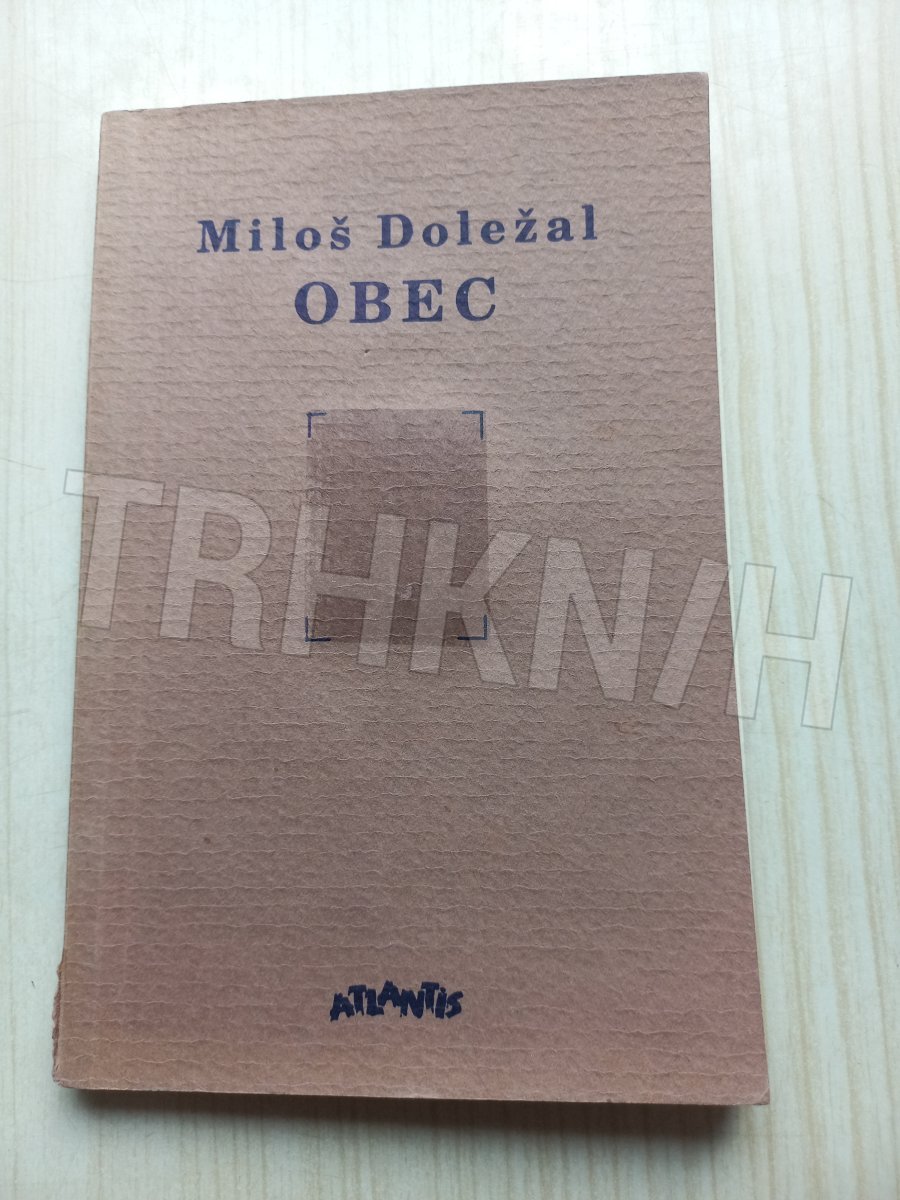 Miloš Doležal
OBEC
TRHKNIH
ATLANTIS